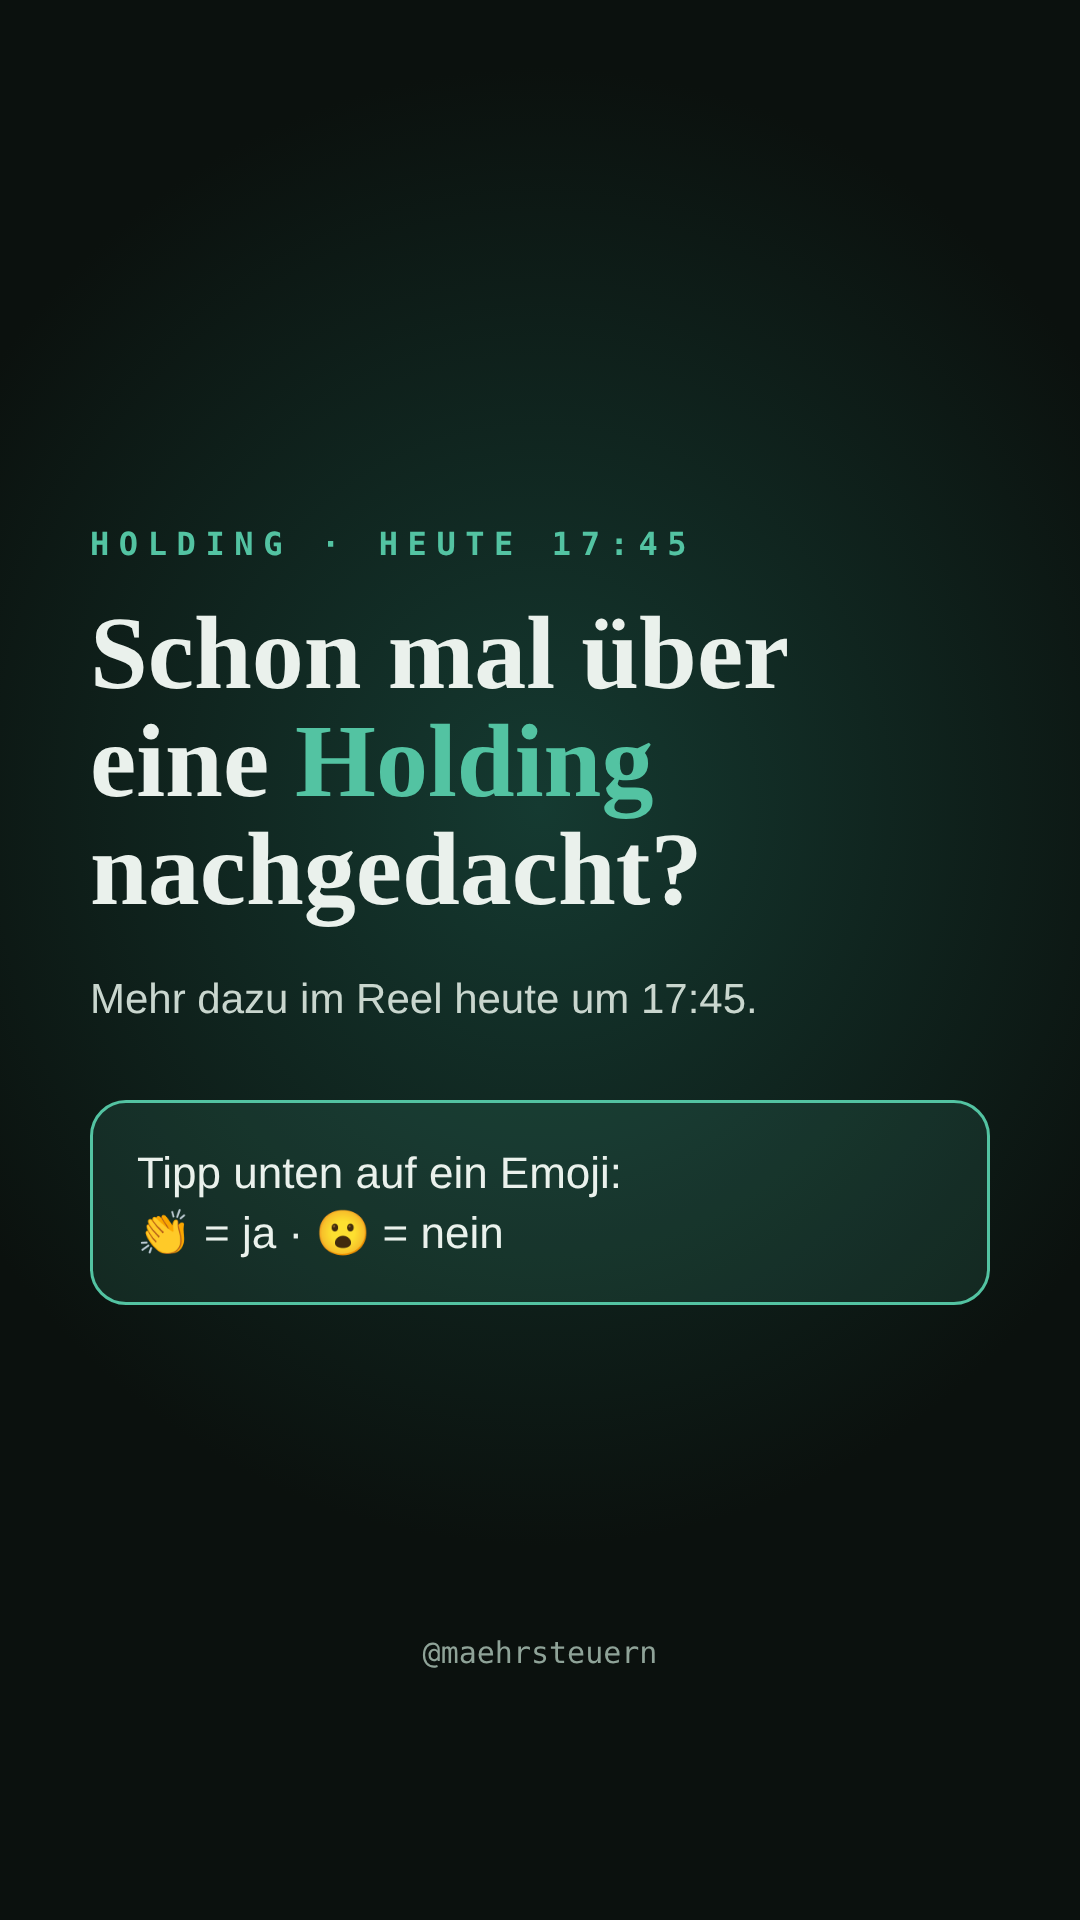 HOLDING · HEUTE 17:45
Schon mal über
eine Holding
nachgedacht?
Mehr dazu im Reel heute um 17:45.
Tipp unten auf ein Emoji:
👏 = ja · 😮 = nein
@maehrsteuern